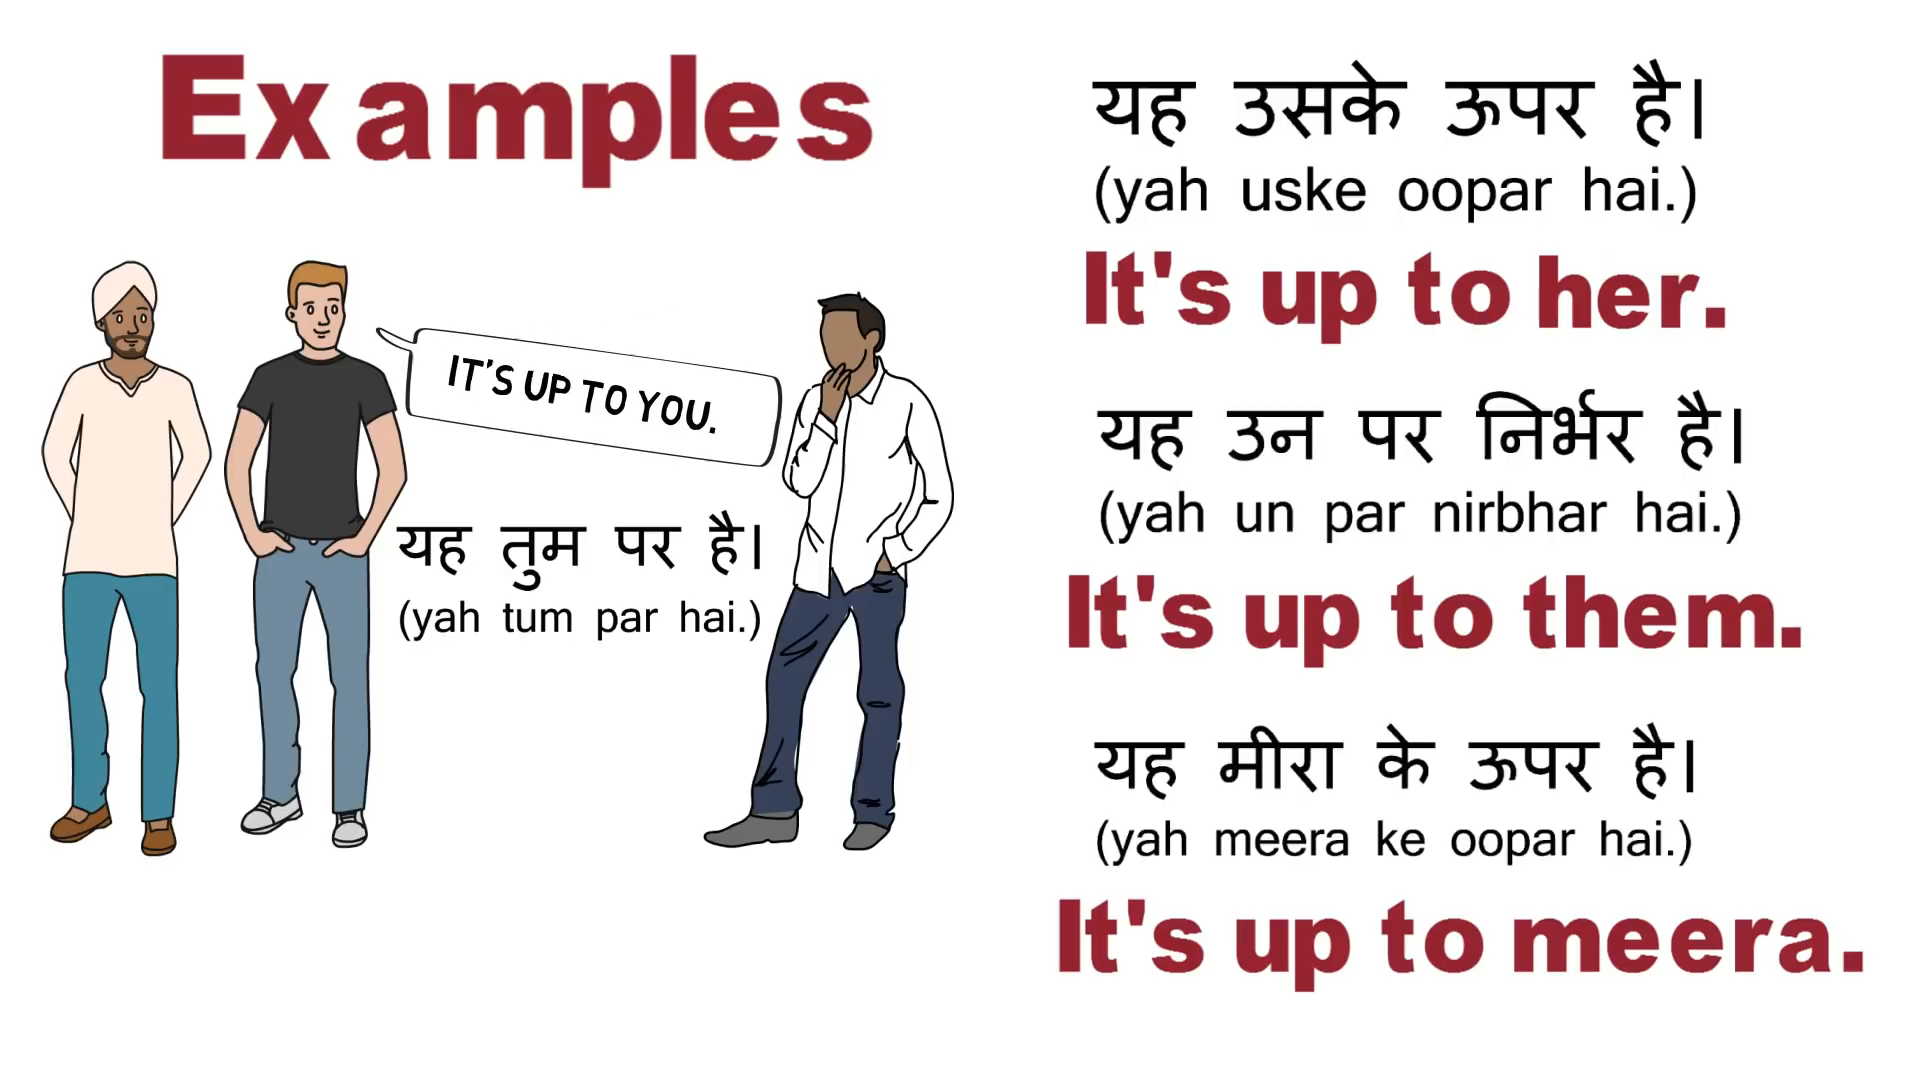 Examples
IT'S UP TO YOU.
यह तुम पर है।
(yah tum par hai.)
यह उसके ऊपर है।
(yah uske oopar hai.)
It's up to her.
यह उन पर निर्भर है।
(yah un par nirbhar hai.)
It's up to them.
यह मीरा के ऊपर है।
(yah meera ke oopar hai.)
It's up to meera.